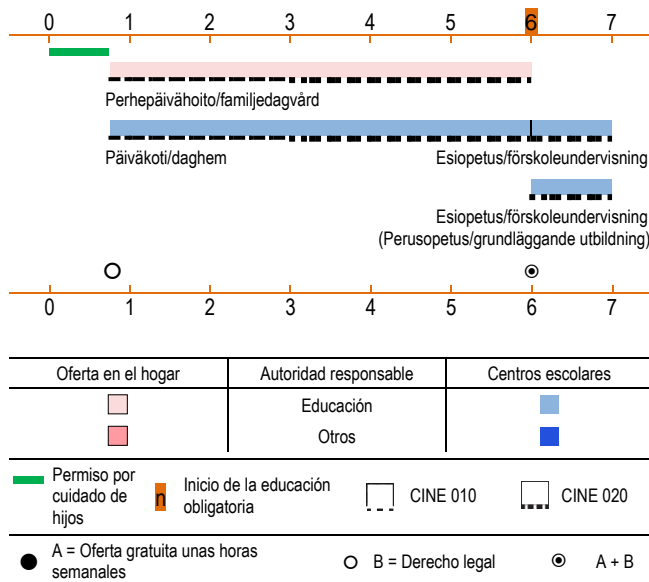 0 1 2 3 4 5 6 7
Perhepäivähoito/familjedagvård
Päiväkoti/daghem Esiopetus/förskoleundervisning
Esiopetus/förskoleundervisning
(Perusopetus/grundläggande utbildning)
0 1 2 3 4 5 6 7
Oferta en el hogar Autoridad responsable Centros escolares
Educación
Otros
Permiso por
cuidado de
hijos
n Inicio de la educación
obligatoria
CINE 010
CINE 020
A = Oferta gratuita unas horas
semanales
B = Derecho legal
A + B